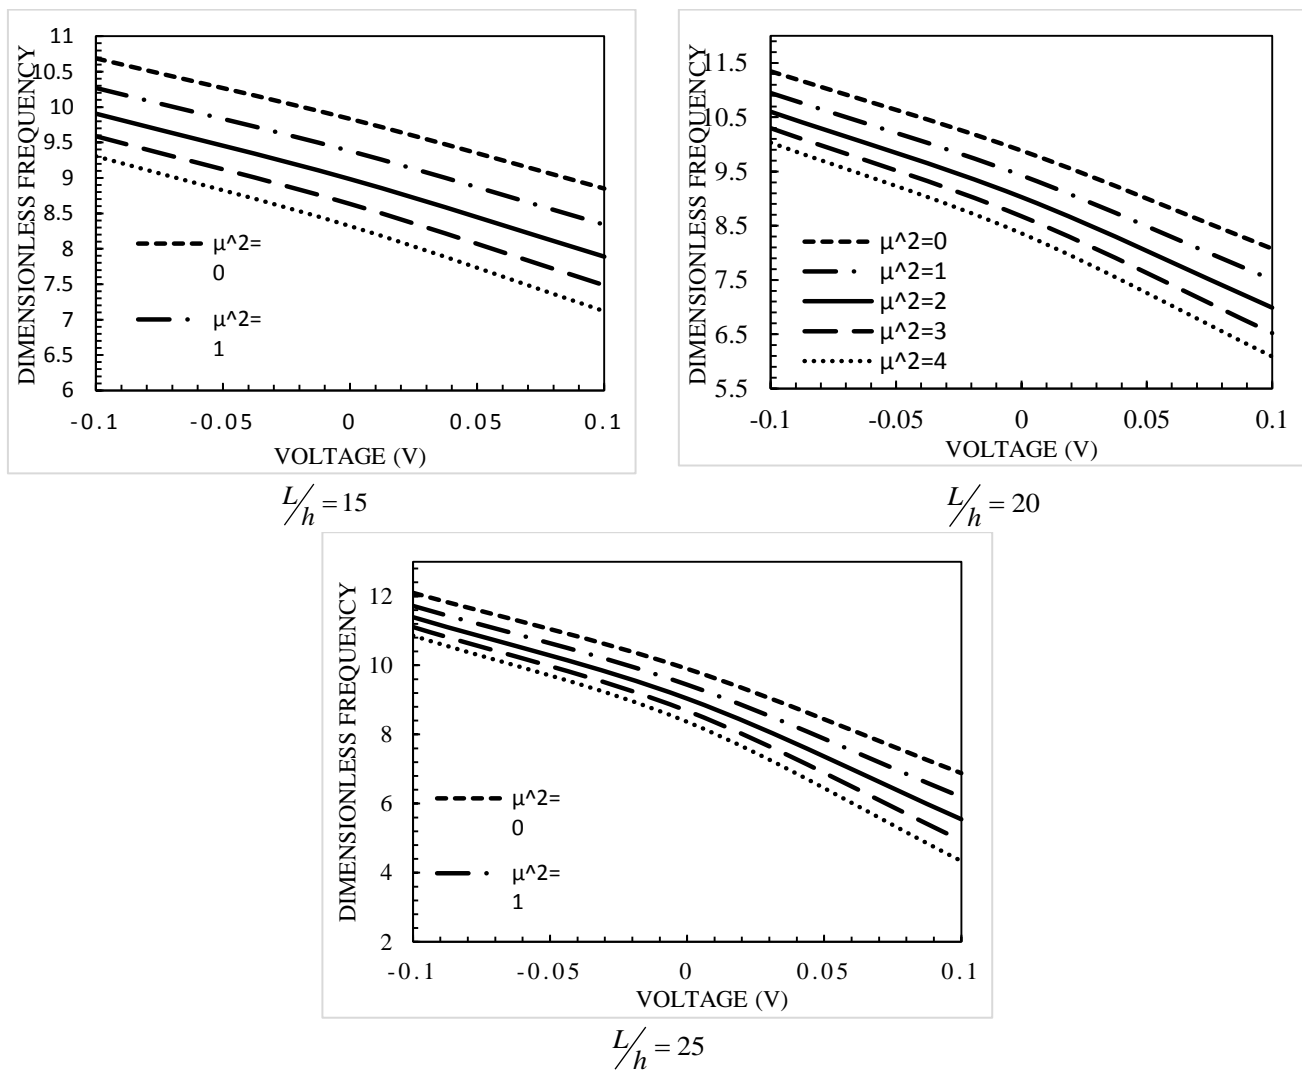 DIMENSIONLESS FREQUENCY
11
10.5
10
9.5
9
8.5
8
7.5
7
6.5
6
μ^2=
0
μ^2=
1
-0.1 -0.05 0 0.05 0.1
VOLTAGE (V)
L/h = 15
DIMENSIONLESS FREQUENCY
11.5
10.5
9.5
8.5
7.5
6.5
5.5
μ^2=0
μ^2=1
μ^2=2
μ^2=3
μ^2=4
-0.1 -0.05 0 0.05 0.1
VOLTAGE (V)
L/h = 20
DIMENSIONLESS FREQUENCY
12
10
8
6
4
2
μ^2=
0
μ^2=
1
-0.1 -0.05 0 0.05 0.1
VOLTAGE (V)
L/h = 25